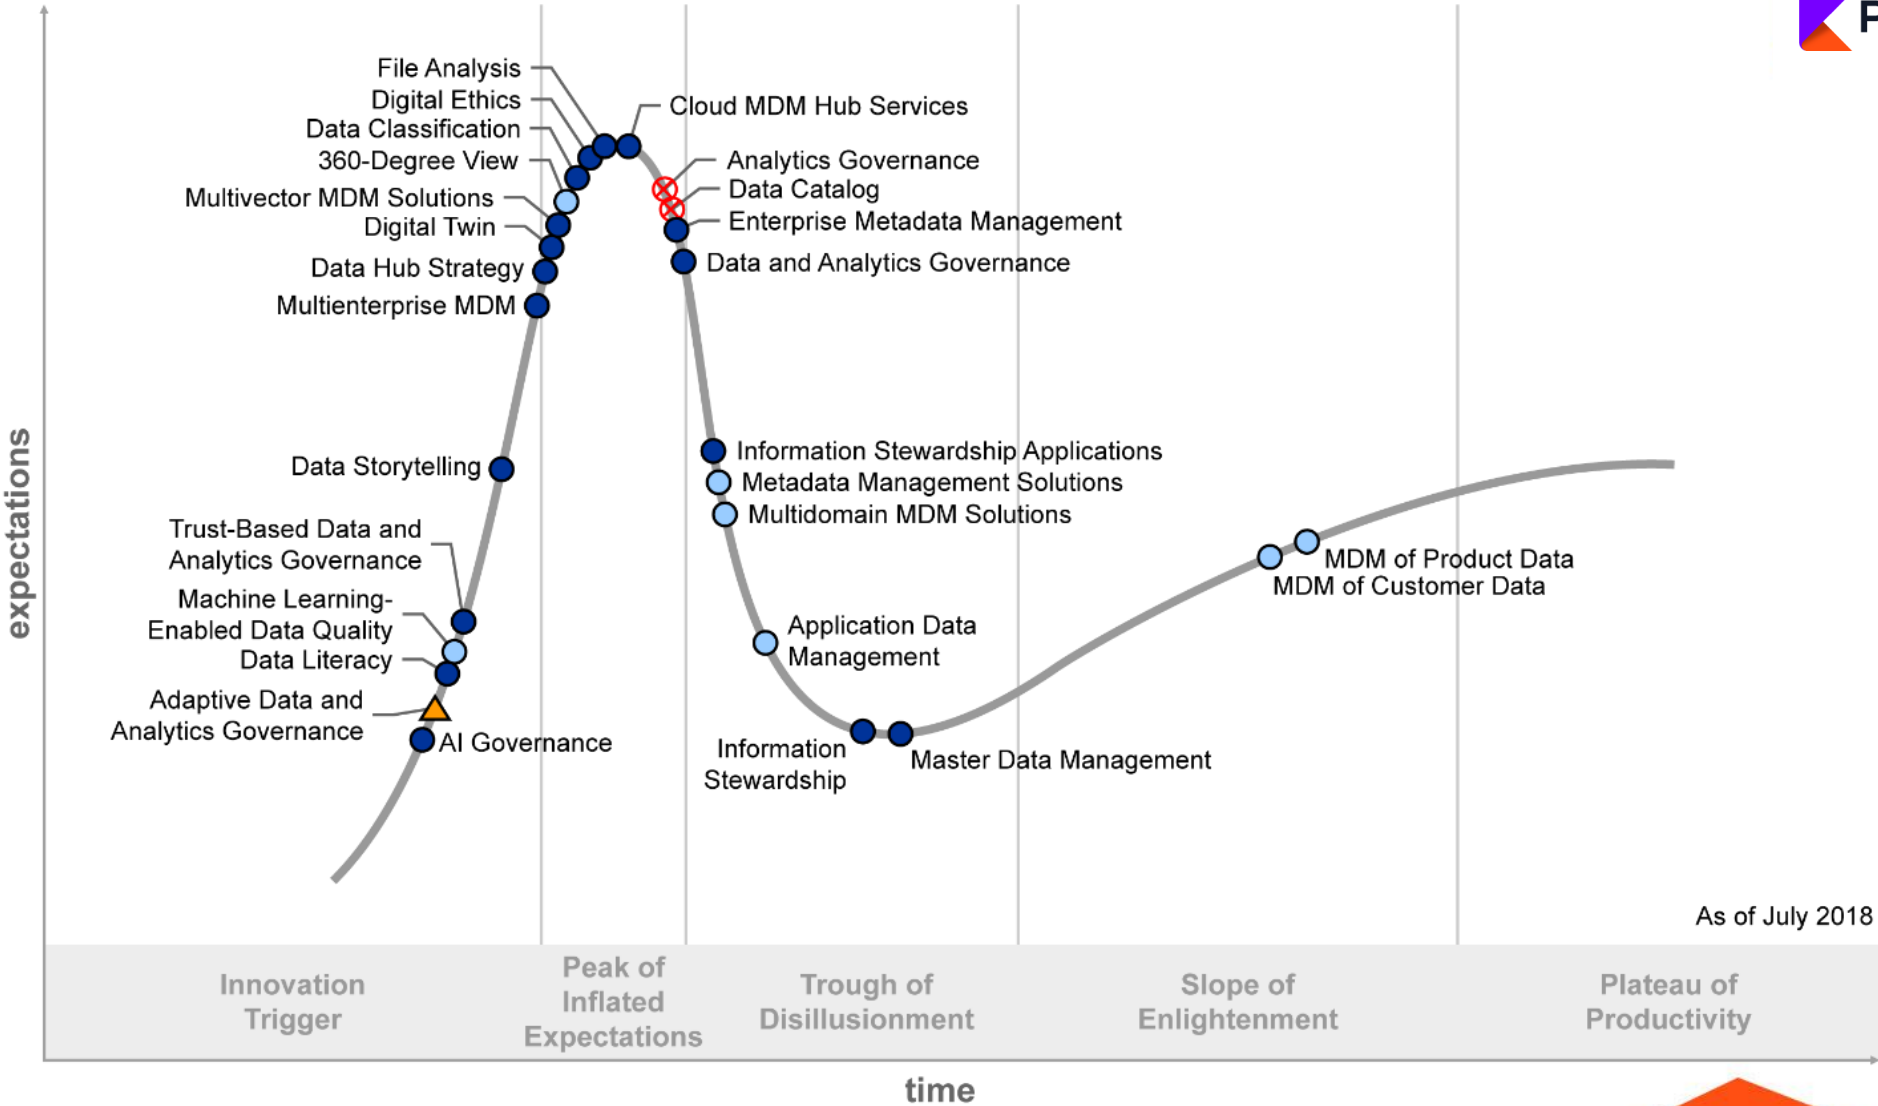 P
File Analysis
Digital Ethics
Data Classification
360-Degree View
Multivector MDM Solutions
Digital Twin
Data Hub Strategy
Multienterprise MDM
Cloud MDM Hub Services
Analytics Governance
Data Catalog
Enterprise Metadata Management
Data and Analytics Governance
Data Storytelling
Trust-Based Data and
Analytics Governance
Machine Learning-
Enabled Data Quality
Data Literacy
Adaptive Data and
Analytics Governance
AI Governance
Information Stewardship Applications
Metadata Management Solutions
Multidomain MDM Solutions
Application Data
Management
Information
Stewardship
Master Data Management
MDM of Product Data
MDM of Customer Data
expectations
As of July 2018
Innovation
Trigger
Peak of
Inflated
Expectations
Trough of
Disillusionment
Slope of
Enlightenment
Plateau of
Productivity
time